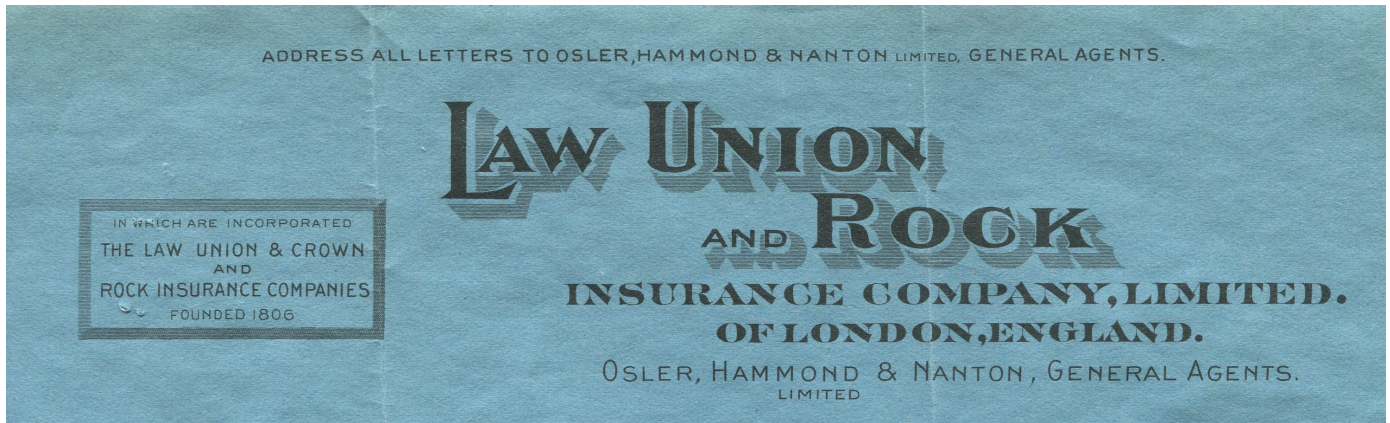 ADDRESS ALL LETTERS TO OSLER, HAMMOND & NANTON LIMITED, GENERAL AGENTS.
LAW UNION
AND ROCK
INSURANCE COMPANY, LIMITED.
OF LONDON, ENGLAND.
OSLER, HAMMOND & NANTON, GENERAL AGENTS.
LIMITED
IN WHICH ARE INCORPORATED
THE LAW UNION & CROWN
AND
ROCK INSURANCE COMPANIES
FOUNDED 1806